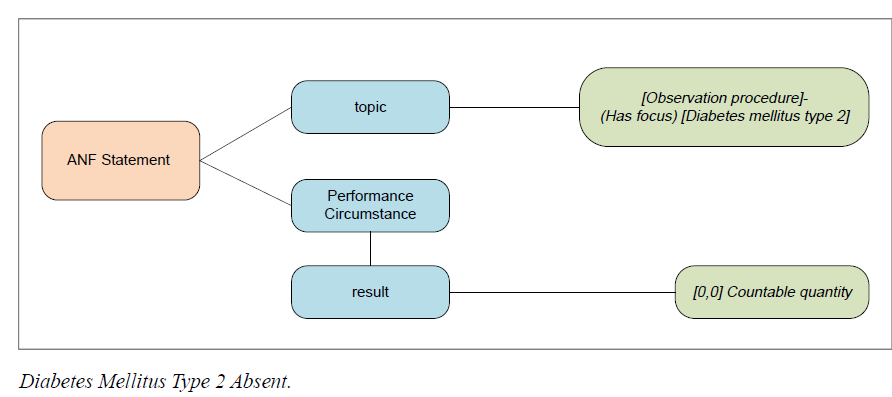 topic
[Observation procedure]-
(Has focus) [Diabetes mellitus type 2]
ANF Statement
Performance
Circumstance
result
[0,0] Countable quantity
Diabetes Mellitus Type 2 Absent.